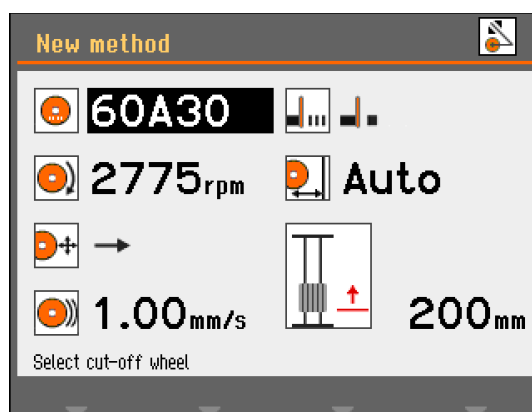 New method
60A30
2775rpm Auto
1.00mm/s 200mm
Select cut-off wheel